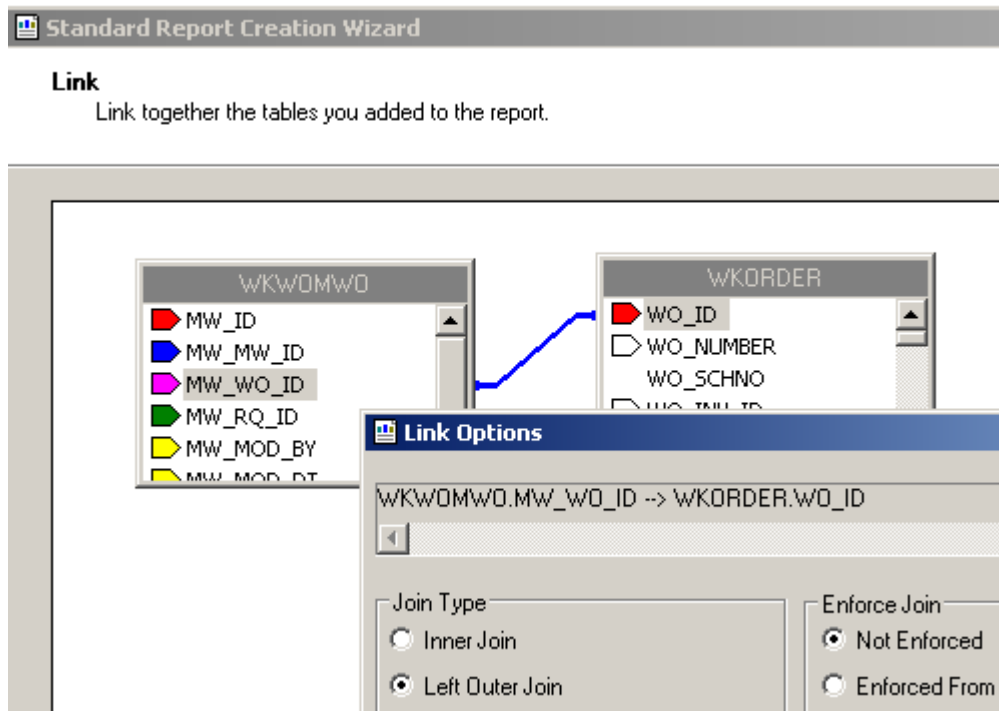 Standard Report Creation Wizard
Link
Link together the tables you added to the report.
WKWOMWO
MW_ID
MW_MW_ID
MW_WO_ID
MW_RQ_ID
MW_MOD_BY
MW_MOD_DT
WKORDER
WO_ID
WO_NUMBER
WO_SCHNO
Link Options
WKWOMWO.MW_WO_ID --> WKORDER.WO_ID
Join Type
Inner Join
Left Outer Join
Enforce Join
Not Enforced
Enforced From